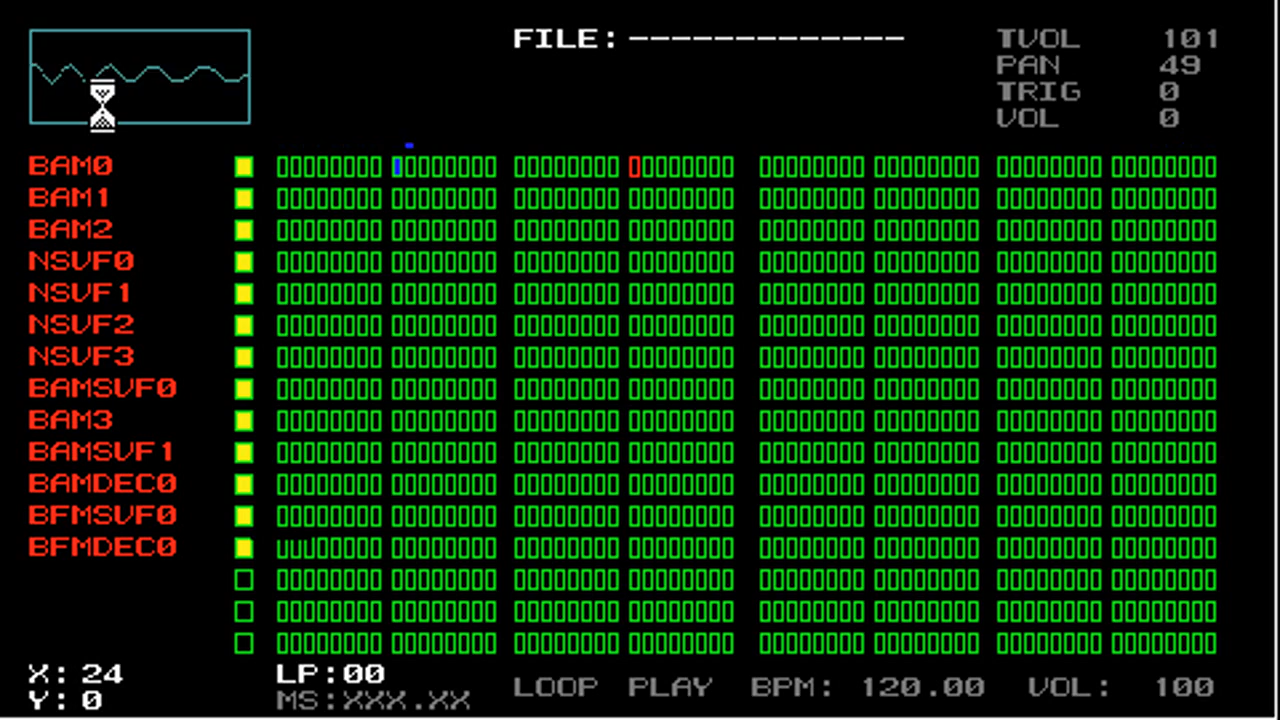 FILE:-------------
TVOL 101
PAN 49
TRIG 0
VOL 0
BAM0
BAM1
BAM2
NSVF0
NSVF1
NSVF2
NSVF3
BAMSVF0
BAM3
BAMSVF1
BAMDEC0
BFMSVF0
BFMDEC0
X: 24
Y: 0
LP:00
MS:XXX.XX
LOOP PLAY BPM: 120.00 VOL: 100